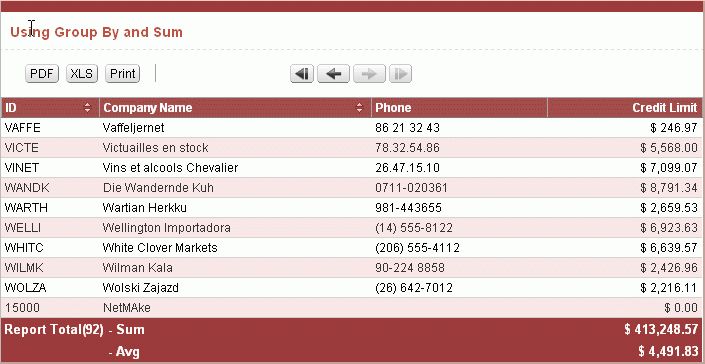 Using Group By and Sum
PDF XLS Print
ID Company Name Phone Credit Limit
VAFFE Vaffeljernet 86 21 32 43 $ 246.97
VICTE Victuailles en stock 78.32.54.86 $ 5,568.00
VINET Vins et alcools Chevalier 26.47.15.10 $ 7,099.07
WANDK Die Wandernde Kuh 0711-020361 $ 8,791.34
WARTH Wartian Herkku 981-443655 $ 2,659.53
WELLI Wellington Importadora (14) 555-8122 $ 6,923.63
WHITC White Clover Markets (206) 555-4112 $ 6,639.57
WILMK Wilman Kala 90-224 8858 $ 2,426.96
WOLZA Wolski Zajazd (26) 642-7012 $ 2,216.11
15000 NetMAke $ 0.00
Report Total(92) - Sum $ 413,248.57
- Avg $ 4,491.83